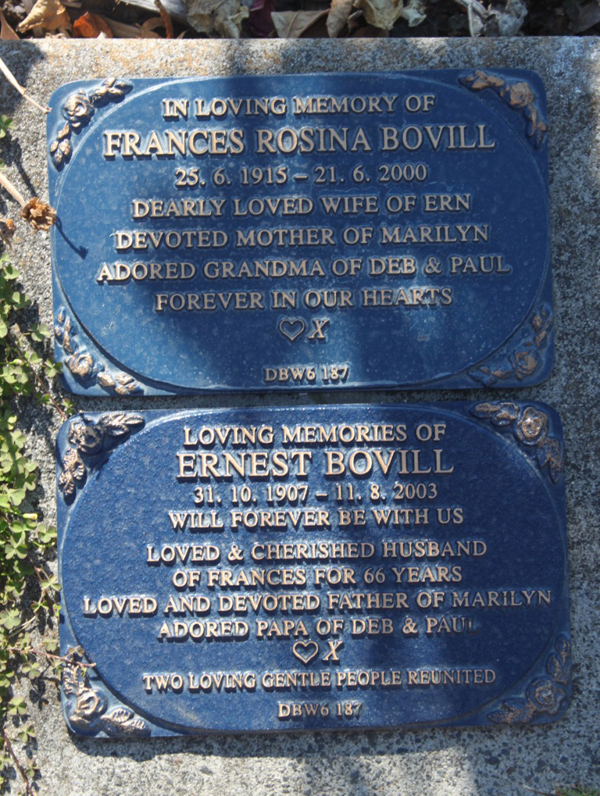 IN LOVING MEMORY OF
FRANCES ROSINA BOVILL
25. 6. 1915 – 21. 6. 2000
DEARLY LOVED WIFE OF ERN
DEVOTED MOTHER OF MARILYN
ADORED GRANDMA OF DEB & PAUL
FOREVER IN OUR HEARTS
♡ X
DBW6 187
LOVING MEMORIES OF
ERNEST BOVILL
31. 10. 1907 – 11. 8. 2003
WILL FOREVER BE WITH US
LOVED & CHERISHED HUSBAND
OF FRANCES FOR 66 YEARS
LOVED AND DEVOTED FATHER OF MARILYN
ADORED PAPA OF DEB & PAUL
♡ X
TWO LOVING GENTLE PEOPLE REUNITED
DBW6 187